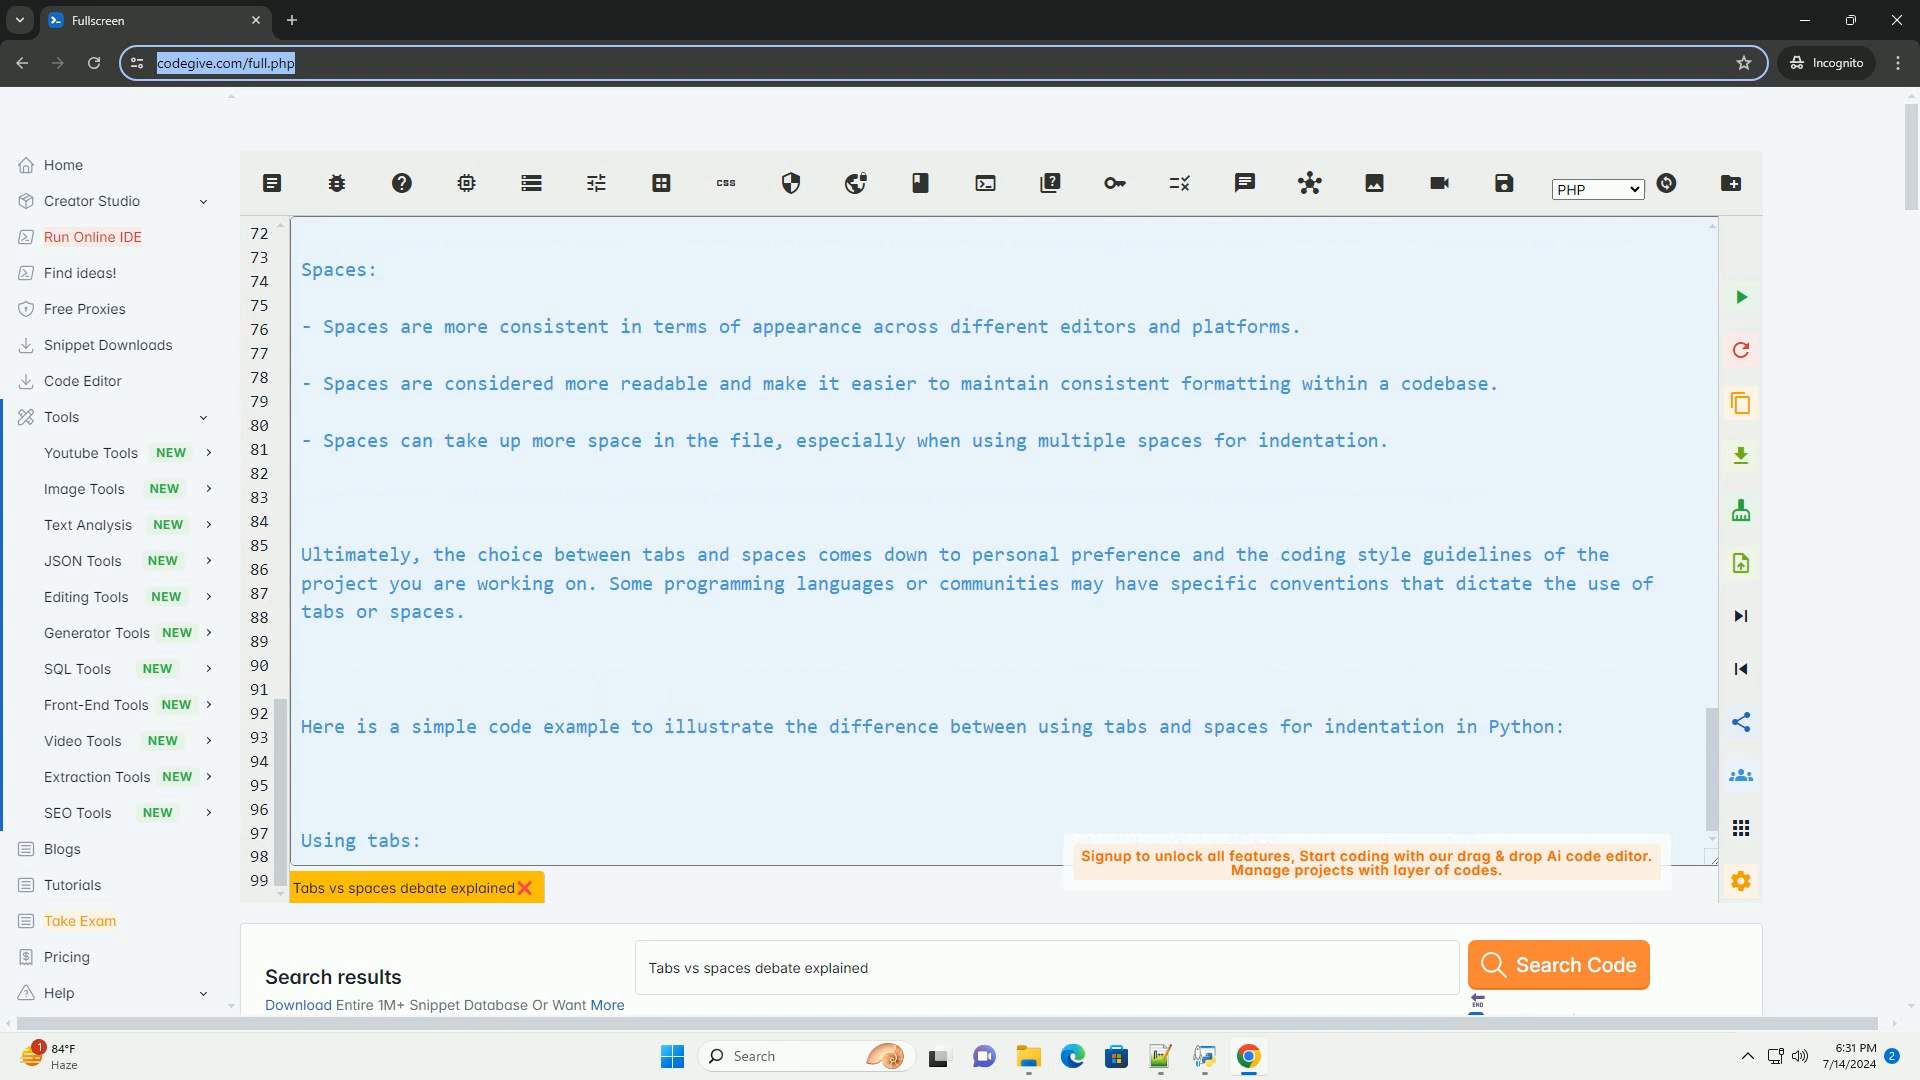 Fullscreen
codegive.com/full.php
Incognito
Home
Creator Studio
Run Online IDE
Find ideas!
Free Proxies
Snippet Downloads
Code Editor
Tools
Youtube Tools NEW
Image Tools NEW
Text Analysis NEW
JSON Tools NEW
Editing Tools NEW
Generator Tools NEW
SQL Tools NEW
Front-End Tools NEW
Video Tools NEW
Extraction Tools NEW
SEO Tools NEW
Blogs
Tutorials
Take Exam
Pricing
Help
css
PHP
72
73
74
75
76
77
78
79
80
81
82
83
84
85
86
87
88
89
90
91
92
93
94
95
96
97
98
99
Spaces:
- Spaces are more consistent in terms of appearance across different editors and platforms.
- Spaces are considered more readable and make it easier to maintain consistent formatting within a codebase.
- Spaces can take up more space in the file, especially when using multiple spaces for indentation.
Ultimately, the choice between tabs and spaces comes down to personal preference and the coding style guidelines of the
project you are working on. Some programming languages or communities may have specific conventions that dictate the use of
tabs or spaces.
Here is a simple code example to illustrate the difference between using tabs and spaces for indentation in Python:
Using tabs:
Signup to unlock all features, Start coding with our drag & drop Ai code editor.
Manage projects with layer of codes.
Tabs vs spaces debate explained
Search results
Download Entire 1M+ Snippet Database Or Want More
Tabs vs spaces debate explained
Search Code
END
1
84°F
Haze
Search
6:31 PM
7/14/2024
2